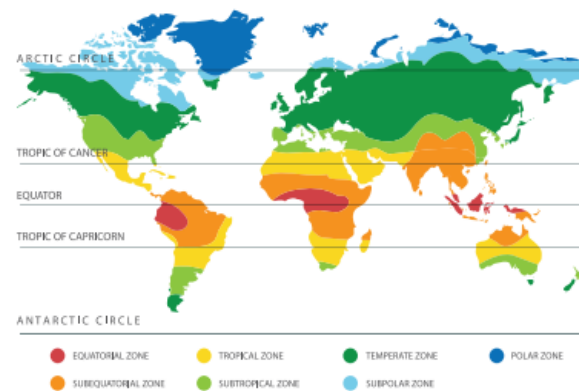 ARCTIC CIRCLE
TROPIC OF CANCER
EQUATOR
TROPIC OF CAPRICORN
ANTARCTIC CIRCLE
EQUATORIAL ZONE
TROPICAL ZONE
TEMPERATE ZONE
POLAR ZONE
SUBEQUATORIAL ZONE
SUBTROPICAL ZONE
SUBPOLAR ZONE